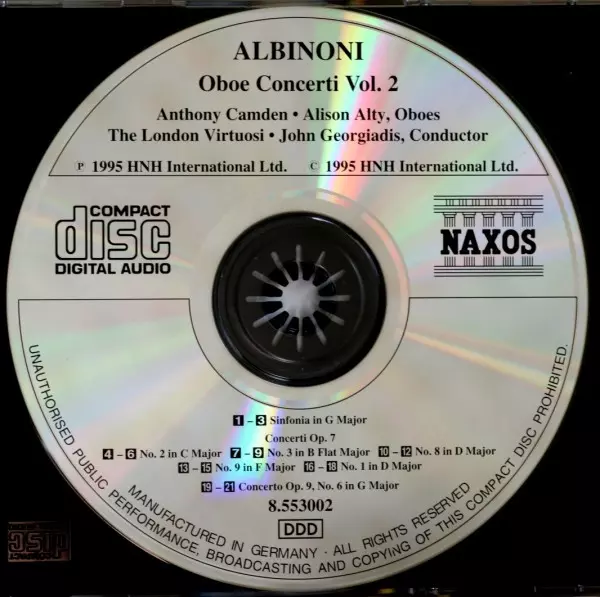 ALBINONI
Oboe Concerti Vol. 2
Anthony Camden • Alison Alty, Oboes
The London Virtuosi • John Georgiadis, Conductor
℗ 1995 HNH International Ltd. © 1995 HNH International Ltd.
COMPACT
disc
DIGITAL AUDIO
NAXOS
1 – 3 Sinfonia in G Major
Concerti Op. 7
4 – 6 No. 2 in C Major 7 – 9 No. 3 in B Flat Major 10 – 12 No. 8 in D Major
13 – 15 No. 9 in F Major 16 – 18 No. 1 in D Major
19 – 21 Concerto Op. 9, No. 6 in G Major
8.553002
DDD
MANUFACTURED IN GERMANY · ALL RIGHTS RESERVED
UNAUTHORISED PUBLIC PERFORMANCE, BROADCASTING AND COPYING OF THIS COMPACT DISC PROHIBITED.